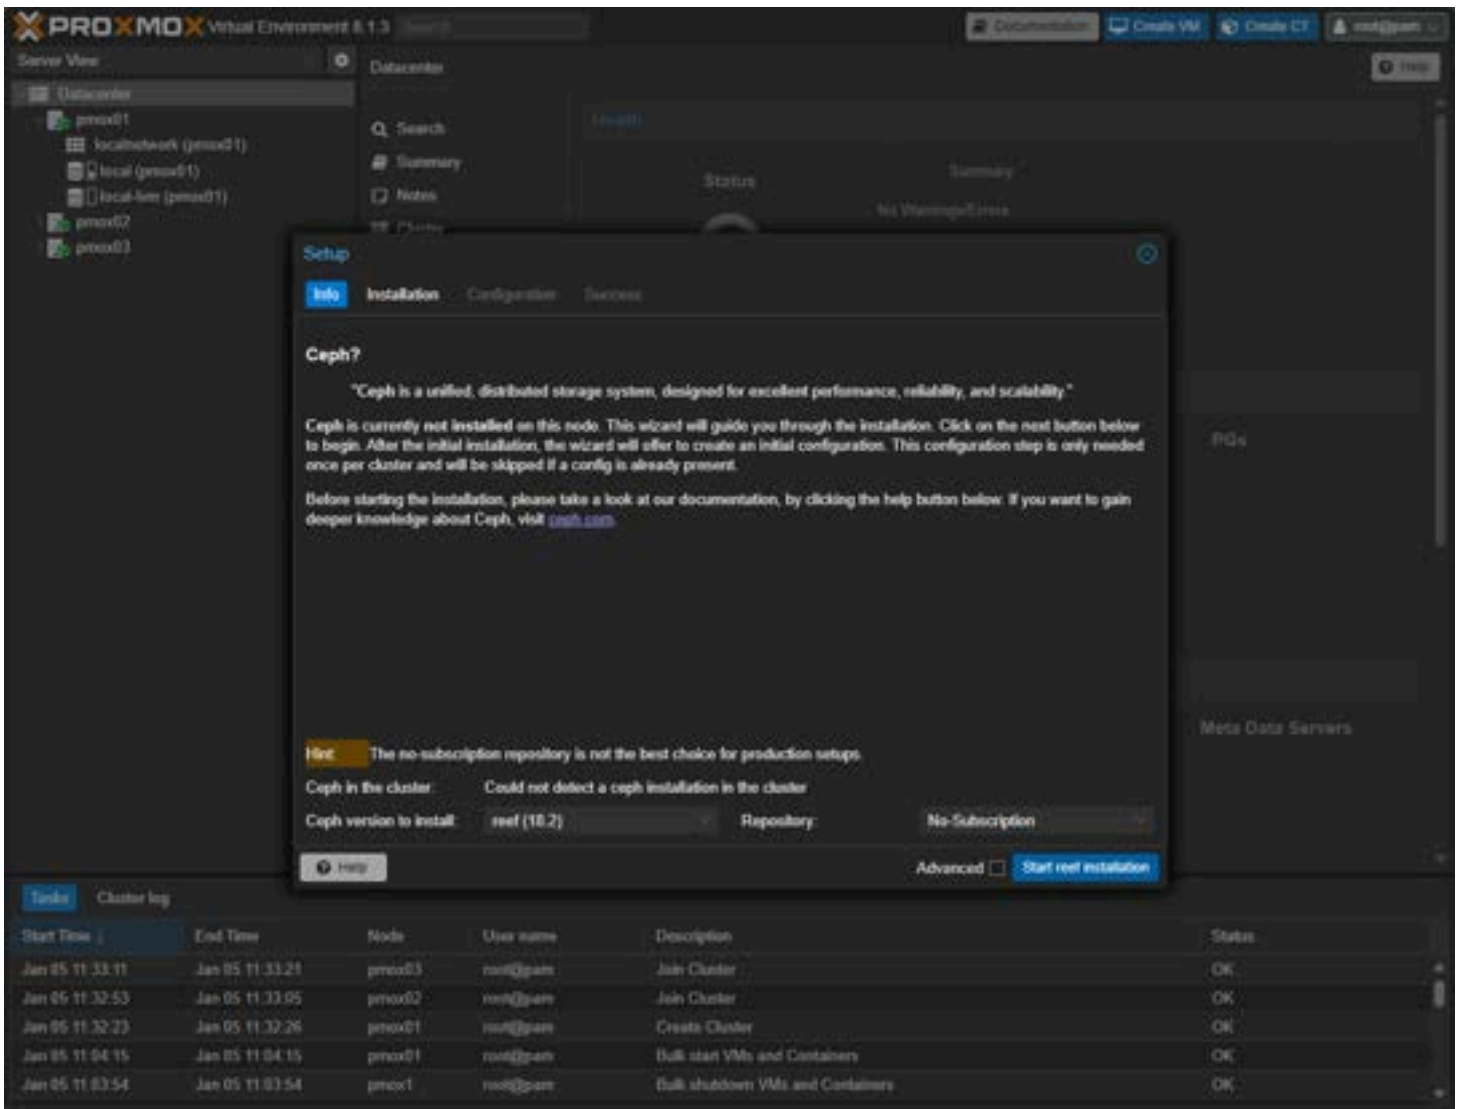 PROXMOX Virtual Environment 8.1.3 Search Documentation Create VM Create CT root@pam
Server View
Datacenter
Help
Datacenter
pmox01
localnetwork (pmox01)
local (pmox01)
local-lvm (pmox01)
pmox02
pmox03
Search
Summary
Notes
Cluster
Health
Status
Summary
No Warnings/Errors
PGs
Meta Data Servers
Setup
Info Installation Configuration Success
Ceph?
"Ceph is a unified, distributed storage system, designed for excellent performance, reliability, and scalability."
Ceph is currently not installed on this node. This wizard will guide you through the installation. Click on the next button below
to begin. After the initial installation, the wizard will offer to create an initial configuration. This configuration step is only needed
once per cluster and will be skipped if a config is already present.
Before starting the installation, please take a look at our documentation, by clicking the help button below. If you want to gain
deeper knowledge about Ceph, visit ceph.com.
Hint: The no-subscription repository is not the best choice for production setups.
Ceph in the cluster: Could not detect a ceph installation in the cluster
Ceph version to install: reef (18.2) Repository: No-Subscription
Help Advanced Start reef installation
Tasks Cluster log
Start Time ↓ End Time Node User name Description Status
Jan 05 11:33:11 Jan 05 11:33:21 pmox03 root@pam Join Cluster OK
Jan 05 11:32:53 Jan 05 11:33:05 pmox02 root@pam Join Cluster OK
Jan 05 11:32:23 Jan 05 11:32:26 pmox01 root@pam Create Cluster OK
Jan 05 11:04:15 Jan 05 11:04:15 pmox01 root@pam Bulk start VMs and Containers OK
Jan 05 11:03:54 Jan 05 11:03:54 pmox1 root@pam Bulk shutdown VMs and Containers OK